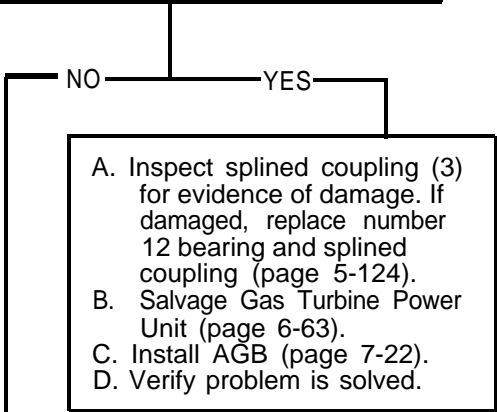 NO YES
A. Inspect splined coupling (3)
for evidence of damage. If
damaged, replace number
12 bearing and splined
coupling (page 5-124).
B. Salvage Gas Turbine Power
Unit (page 6-63).
C. Install AGB (page 7-22).
D. Verify problem is solved.